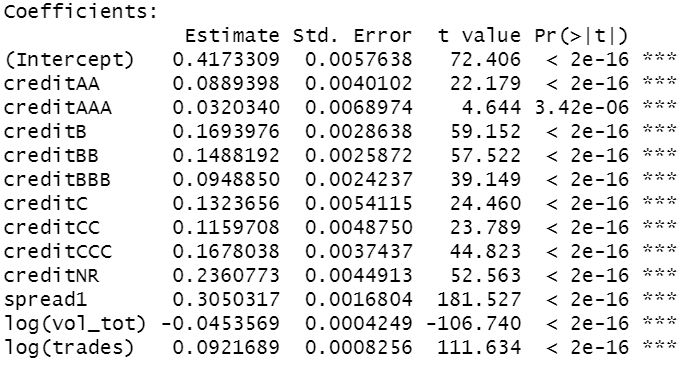 Coefficients:
Estimate Std. Error t value Pr(>|t|)
(Intercept) 0.4173309 0.0057638 72.406 < 2e-16 ***
creditAA 0.0889398 0.0040102 22.179 < 2e-16 ***
creditAAA 0.0320340 0.0068974 4.644 3.42e-06 ***
creditB 0.1693976 0.0028638 59.152 < 2e-16 ***
creditBB 0.1488192 0.0025872 57.522 < 2e-16 ***
creditBBB 0.0948850 0.0024237 39.149 < 2e-16 ***
creditC 0.1323656 0.0054115 24.460 < 2e-16 ***
creditCC 0.1159708 0.0048750 23.789 < 2e-16 ***
creditCCC 0.1678038 0.0037437 44.823 < 2e-16 ***
creditNR 0.2360773 0.0044913 52.563 < 2e-16 ***
spread1 0.3050317 0.0016804 181.527 < 2e-16 ***
log(vol_tot) -0.0453569 0.0004249 -106.740 < 2e-16 ***
log(trades) 0.0921689 0.0008256 111.634 < 2e-16 ***